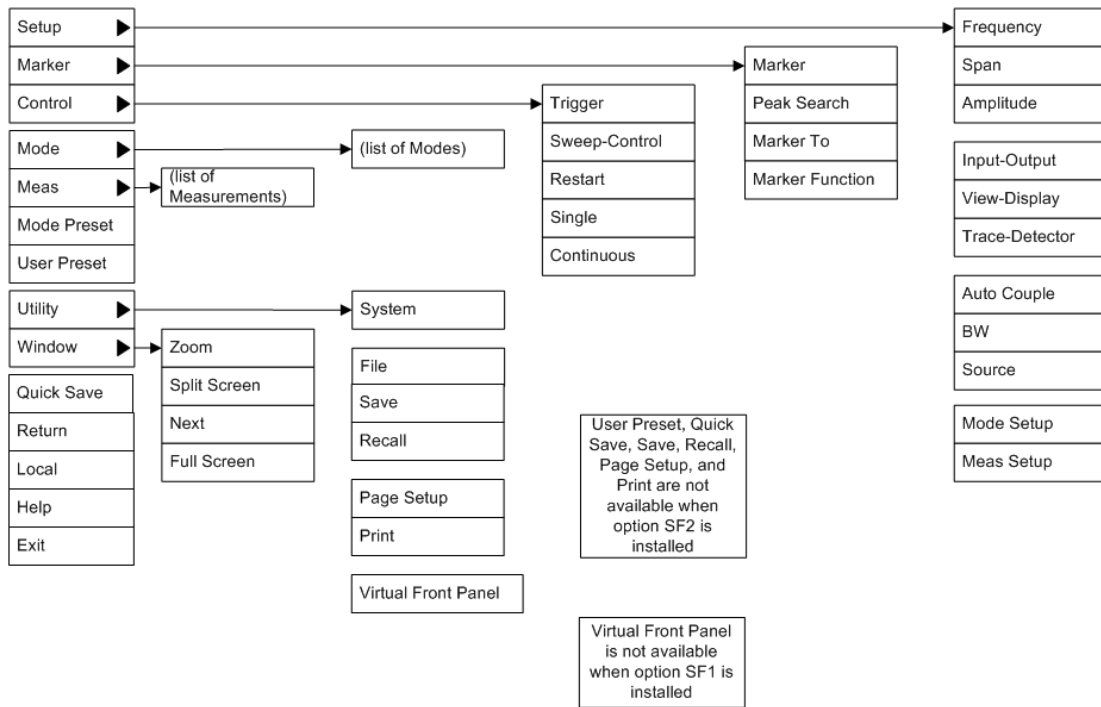 Setup
Marker
Control
Mode
Meas
Mode Preset
User Preset
Utility
Window
Quick Save
Return
Local
Help
Exit
(list of
Measurements)
Zoom
Split Screen
Next
Full Screen
(list of Modes)
System
File
Save
Recall
Page Setup
Print
Virtual Front Panel
Trigger
Sweep-Control
Restart
Single
Continuous
User Preset, Quick
Save, Save, Recall,
Page Setup, and
Print are not
available when
option SF2 is
installed
Virtual Front Panel
is not available
when option SF1 is
installed
Marker
Peak Search
Marker To
Marker Function
Frequency
Span
Amplitude
Input-Output
View-Display
Trace-Detector
Auto Couple
BW
Source
Mode Setup
Meas Setup